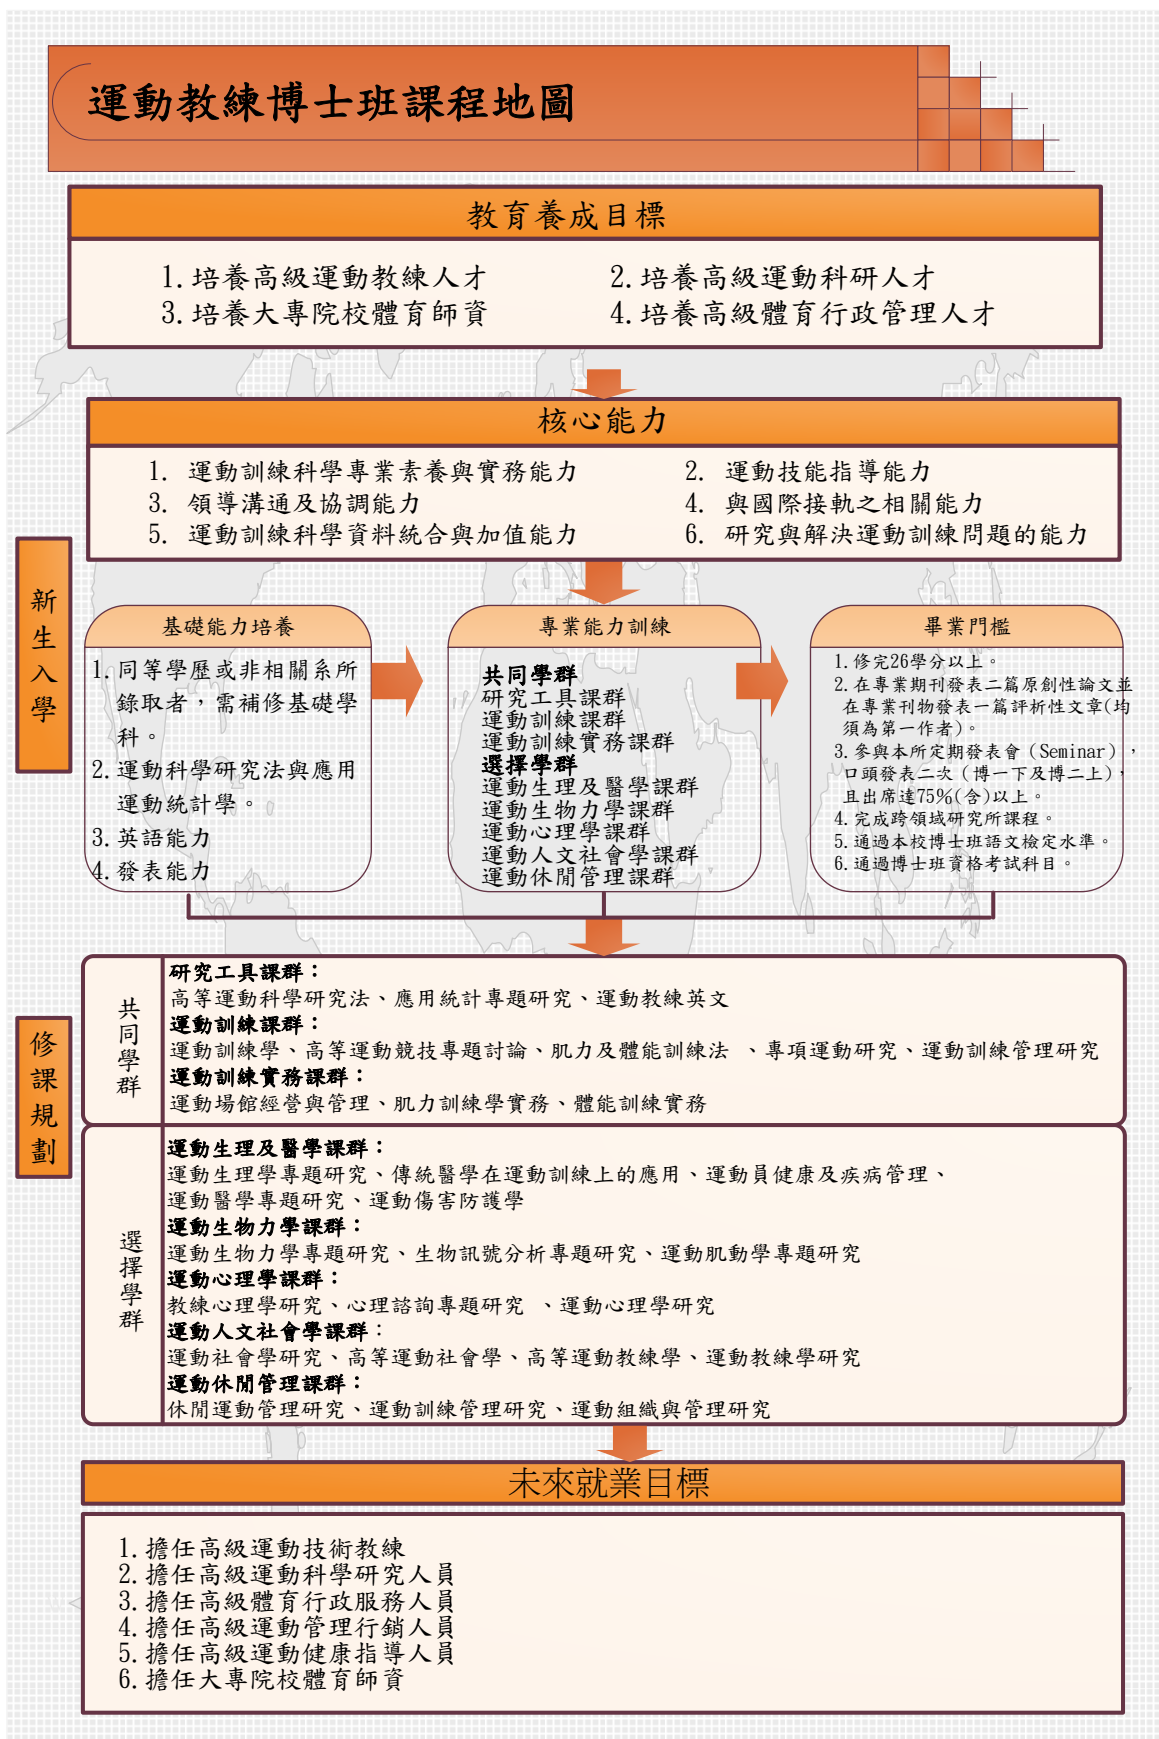 運動教練博士班課程地圖
教育養成目標
1.培養高級運動教練人才 2.培養高級運動科研人才
3.培養大專院校體育師資 4.培養高級體育行政管理人才
核心能力
1. 運動訓練科學專業素養與實務能力 2. 運動技能指導能力
3. 領導溝通及協調能力 4. 與國際接軌之相關能力
5. 運動訓練科學資料統合與加值能力 6. 研究與解決運動訓練問題的能力
新生入學
基礎能力培養
1.同等學歷或非相關系所
錄取者，需補修基礎學
科。
2.運動科學研究法與應用
運動統計學。
3.英語能力
4.發表能力
專業能力訓練
共同學群
研究工具課群
運動訓練課群
運動訓練實務課群
選擇學群
運動生理及醫學課群
運動生物力學課群
運動心理學課群
運動人文社會學課群
運動休閒管理課群
畢業門檻
1.修完26學分以上。
2.在專業期刊發表二篇原創性論文並
在專業刊物發表一篇評析性文章(均
須為第一作者)。
3.參與本所定期發表會（Seminar），
口頭發表二次（博一下及博二上），
且出席達75%(含)以上。
4.完成跨領域研究所課程。
5.通過本校博士班語文檢定水準。
6.通過博士班資格考試科目。
修課規劃
共同學群
研究工具課群：
高等運動科學研究法、應用統計專題研究、運動教練英文
運動訓練課群：
運動訓練學、高等運動競技專題討論、肌力及體能訓練法 、專項運動研究、運動訓練管理研究
運動訓練實務課群：
運動場館經營與管理、肌力訓練學實務、體能訓練實務
選擇學群
運動生理及醫學課群：
運動生理學專題研究、傳統醫學在運動訓練上的應用、運動員健康及疾病管理、
運動醫學專題研究、運動傷害防護學
運動生物力學課群：
運動生物力學專題研究、生物訊號分析專題研究、運動肌動學專題研究
運動心理學課群：
教練心理學研究、心理諮詢專題研究 、運動心理學研究
運動人文社會學課群：
運動社會學研究、高等運動社會學、高等運動教練學、運動教練學研究
運動休閒管理課群：
休閒運動管理研究、運動訓練管理研究、運動組織與管理研究
未來就業目標
1.擔任高級運動技術教練
2.擔任高級運動科學研究人員
3.擔任高級體育行政服務人員
4.擔任高級運動管理行銷人員
5.擔任高級運動健康指導人員
6.擔任大專院校體育師資